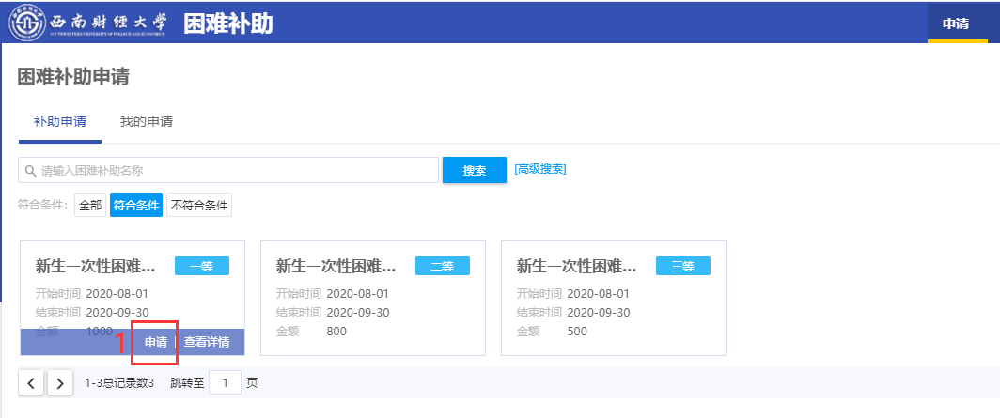 西南财经大学 困难补助 申请
SOUTHWESTERN UNIVERSITY OF FINANCE AND ECONOMICS
困难补助申请
补助申请 我的申请
请输入困难补助名称 搜索 [高级搜索]
符合条件: 全部 符合条件 不符合条件
新生一次性困难... 一等
开始时间 2020-08-01
结束时间 2020-09-30
金额 1000
1 申请 查看详情
新生一次性困难... 二等
开始时间 2020-08-01
结束时间 2020-09-30
金额 800
新生一次性困难... 三等
开始时间 2020-08-01
结束时间 2020-09-30
金额 500
1-3总记录数3 跳转至 1 页